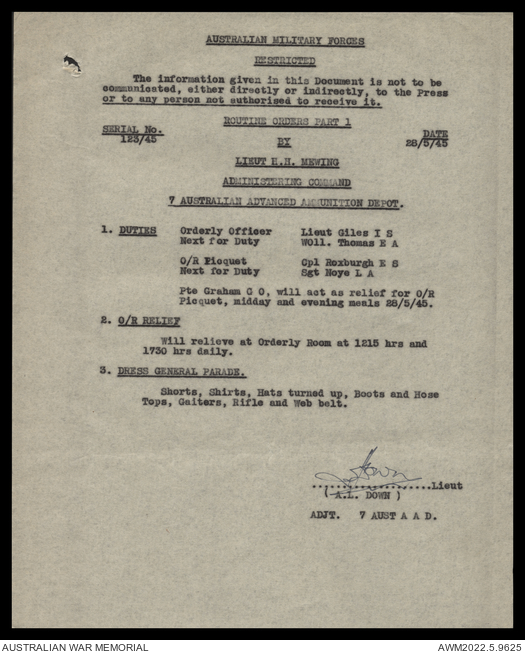 AUSTRALIAN MILITARY FORCES
RESTRICTED
The information given in this Document is not to be
communicated, either directly or indirectly, to the Press
or to any person not authorised to receive it.
ROUTINE ORDERS PART 1
SERIAL No. DATE
123/45 BY 28/5/45
LIEUT H.H. MEWING
ADMINISTERING COMMAND
7 AUSTRALIAN ADVANCED AMMUNITION DEPOT.
1. DUTIES Orderly Officer Lieut Giles I S
Next for Duty WoII. Thomas E A
O/R Picquet Cpl Roxburgh E S
Next for Duty Sgt Noye L A
Pte Graham C O, will act as relief for O/R
Picquet, midday and evening meals 28/5/45.
2. O/R RELIEF
Will relieve at Orderly Room at 1215 hrs and
1730 hrs daily.
3. DRESS GENERAL PARADE.
Shorts, Shirts, Hats turned up, Boots and Hose
Tops, Gaiters, Rifle and Web belt.
...................Lieut
( A.L. DOWN )
ADJT. 7 AUST A A D.
AUSTRALIAN WAR MEMORIAL AWM2022.5.9625